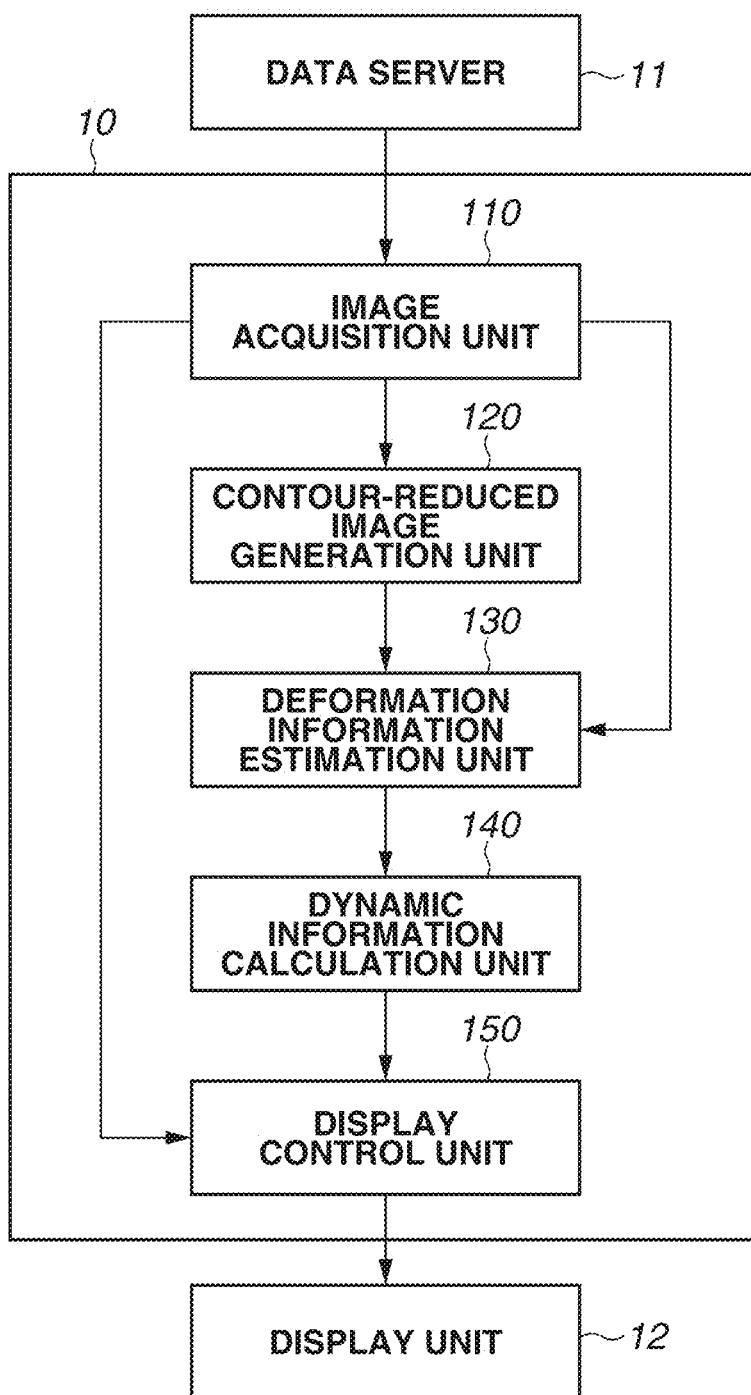 DATA SERVER
11
10
110
IMAGE
ACQUISITION UNIT
120
CONTOUR-REDUCED
IMAGE
GENERATION UNIT
130
DEFORMATION
INFORMATION
ESTIMATION UNIT
140
DYNAMIC
INFORMATION
CALCULATION UNIT
150
DISPLAY
CONTROL UNIT
DISPLAY UNIT
12